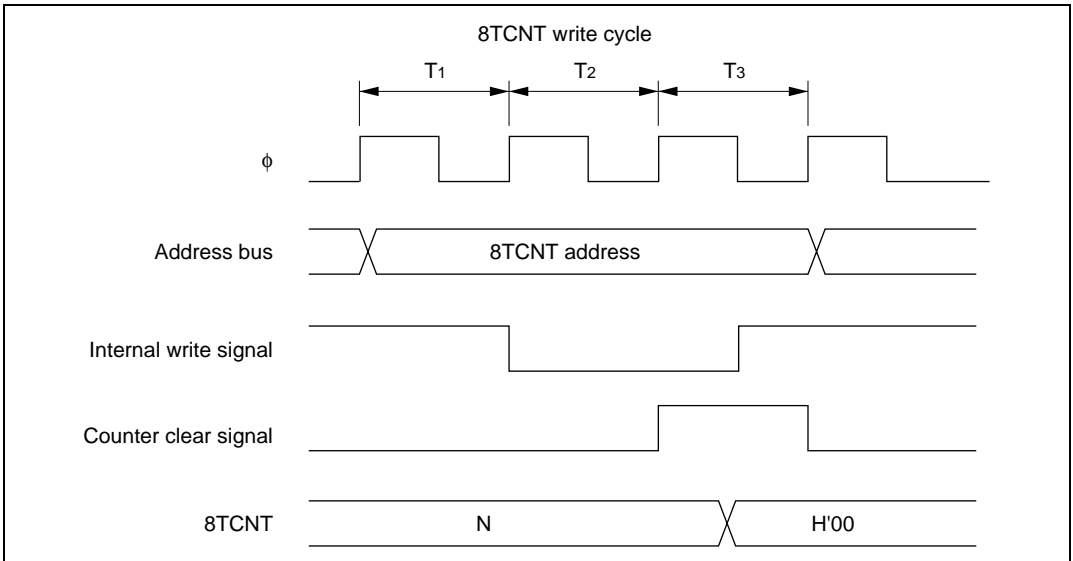 8TCNT write cycle
T1 T2 T3
φ
Address bus 8TCNT address
Internal write signal
Counter clear signal
8TCNT N H'00